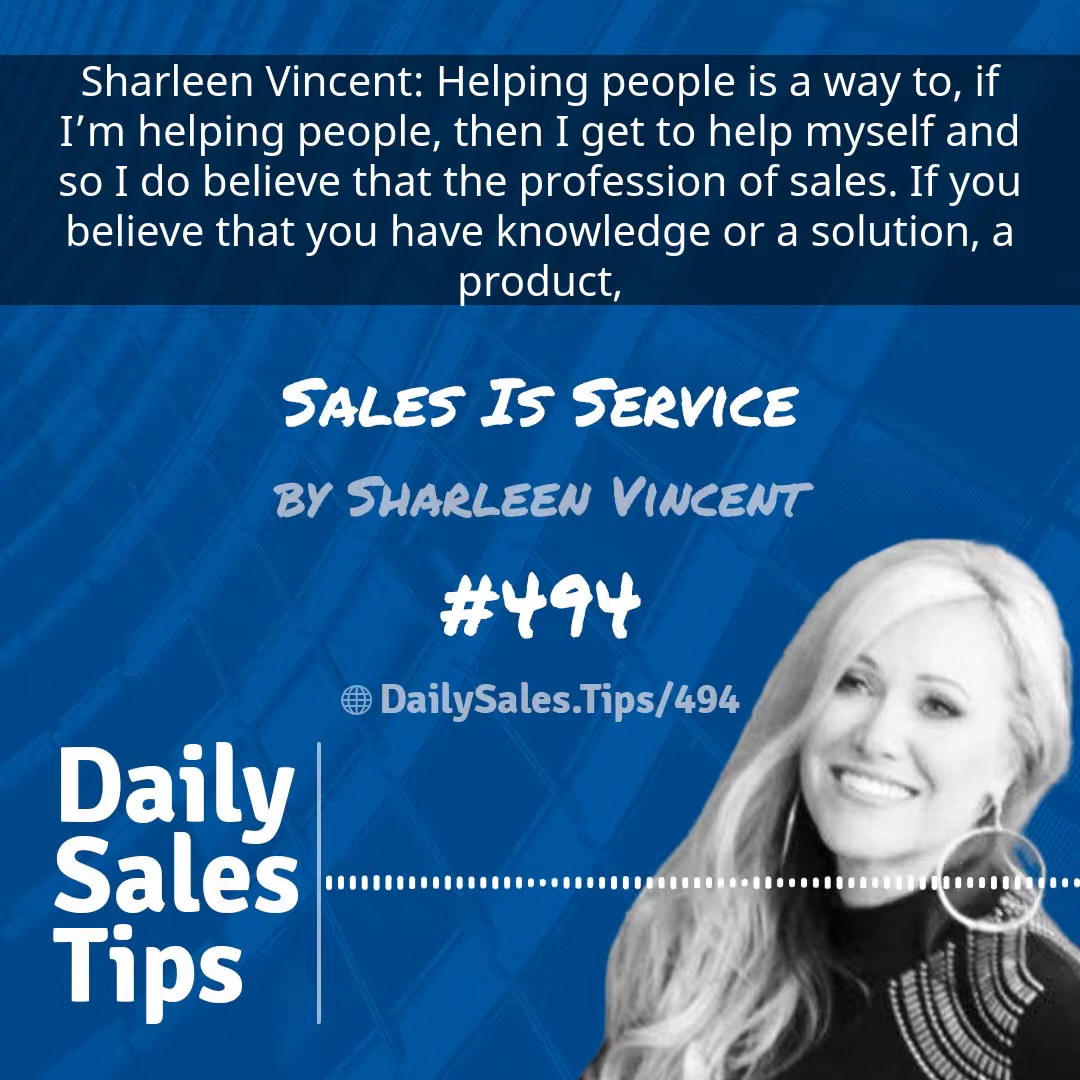 Sharleen Vincent: Helping people is a way to, if
I’m helping people, then I get to help myself and
so I do believe that the profession of sales. If you
believe that you have knowledge or a solution, a
product,
Sales Is Service
by Sharleen Vincent
#494
DailySales.Tips/494
Daily
Sales
Tips